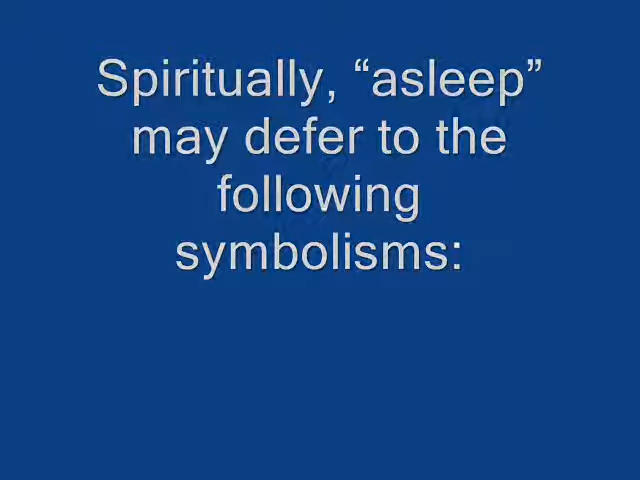 Spiritually, “asleep”
may defer to the
following
symbolisms: